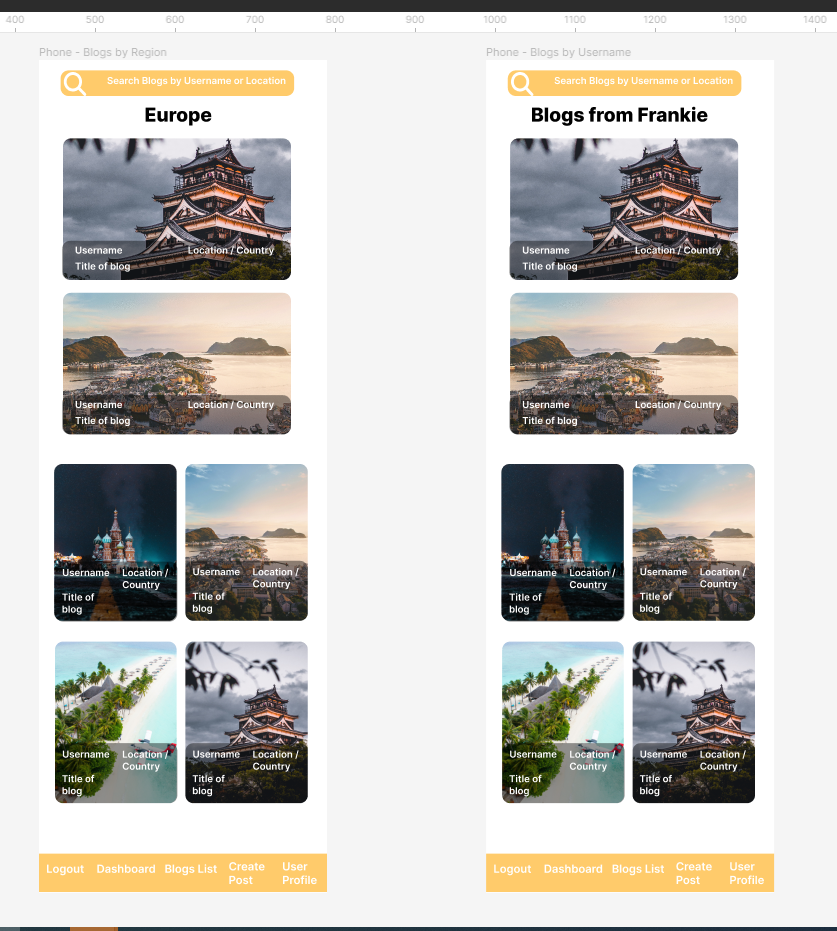 400 500 600 700 800 900 1000 1100 1200 1300 1400
Phone - Blogs by Region
Search Blogs by Username or Location
Europe
Username Location / Country
Title of blog
Username Location / Country
Title of blog
Username Location /
Country
Title of
blog
Username Location /
Country
Title of
blog
Username Location /
Country
Title of
blog
Username Location /
Country
Title of
blog
Logout Dashboard Blogs List Create
Post User
Profile
Phone - Blogs by Username
Search Blogs by Username or Location
Blogs from Frankie
Username Location / Country
Title of blog
Username Location / Country
Title of blog
Username Location /
Country
Title of
blog
Username Location /
Country
Title of
blog
Username Location /
Country
Title of
blog
Username Location /
Country
Title of
blog
Logout Dashboard Blogs List Create
Post User
Profile